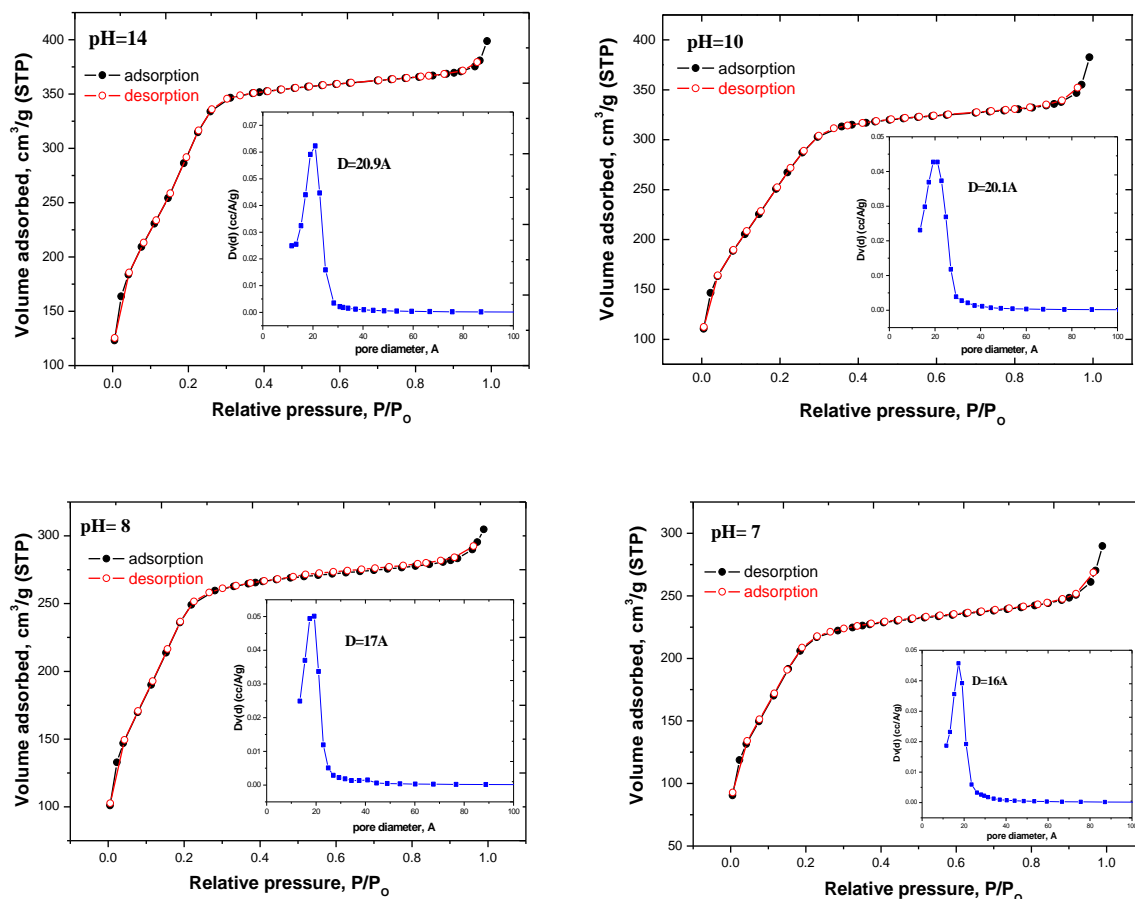 pH=14
adsorption
desorption
Volume adsorbed, cm³/g (STP)
400
350
300
250
200
150
100
0.0 0.2 0.4 0.6 0.8 1.0
Relative pressure, P/P₀
D=20.9A
Dv(d) (cc/A/g)
0.07
0.06
0.05
0.04
0.03
0.02
0.01
0.00
0 20 40 60 80 100
pore diameter, A
pH=10
adsorption
desorption
Volume adsorbed, cm³/g (STP)
400
350
300
250
200
150
100
0.0 0.2 0.4 0.6 0.8 1.0
Relative pressure, P/P₀
D=20.1A
Dv(d) (cc/A/g)
0.05
0.04
0.03
0.02
0.01
0.00
0 20 40 60 80 100
pore diameter, A
pH= 8
adsorption
desorption
Volume adsorbed, cm³/g (STP)
300
250
200
150
100
0.0 0.2 0.4 0.6 0.8 1.0
Relative pressure, P/P₀
D=17A
Dv(d) (cc/A/g)
0.05
0.04
0.03
0.02
0.01
0.00
0 20 40 60 80 100
pore diameter, A
pH= 7
desorption
adsorption
Volume adsorbed, cm³/g (STP)
300
250
200
150
100
50
0.0 0.2 0.4 0.6 0.8 1.0
Relative pressure, P/P₀
D=16A
Dv(d) (cc/A/g)
0.05
0.04
0.03
0.02
0.01
0.00
0 20 40 60 80 100
pore diameter, A